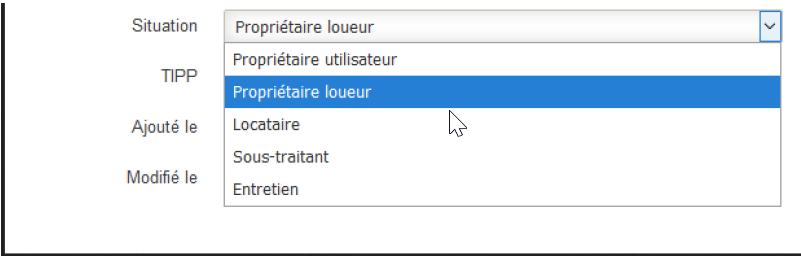 Situation Propriétaire loueur
Propriétaire utilisateur
TIPP
Propriétaire loueur
Ajouté le Locataire
Sous-traitant
Modifié le
Entretien